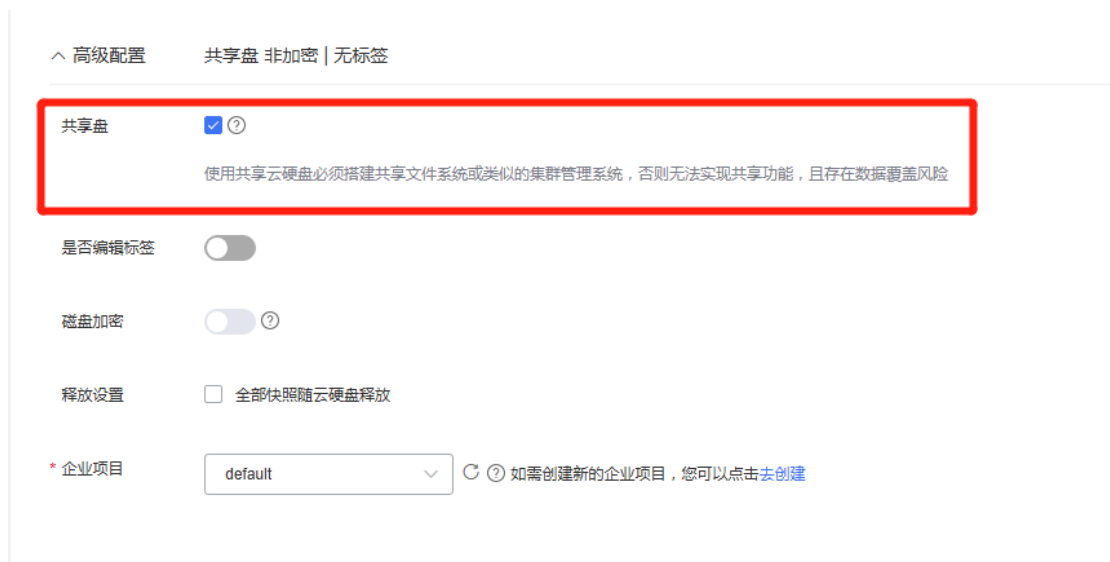 高级配置 共享盘 非加密 | 无标签
共享盘
使用共享云硬盘必须搭建共享文件系统或类似的集群管理系统，否则无法实现共享功能，且存在数据覆盖风险
是否编辑标签
磁盘加密
释放设置 全部快照随云硬盘释放
* 企业项目 default 如需创建新的企业项目，您可以点击去创建